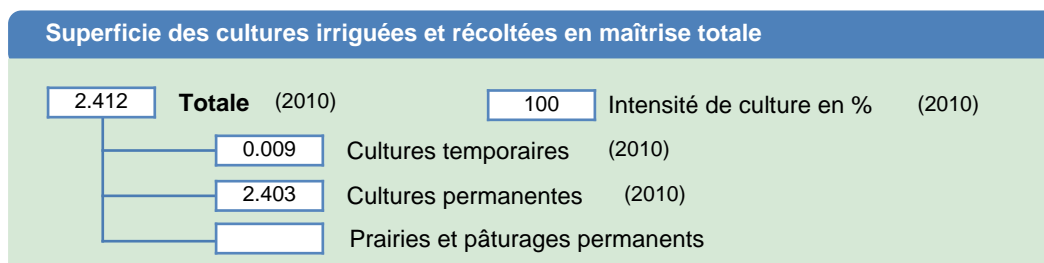 Superficie des cultures irriguées et récoltées en maîtrise totale
2.412 Totale (2010) 100 Intensité de culture en % (2010)
0.009 Cultures temporaires (2010)
2.403 Cultures permanentes (2010)
Prairies et pâturages permanents